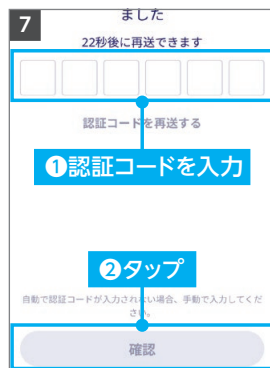 7
ました
22秒後に再送できます
認証コードを再送する
❶認証コードを入力
❷タップ
自動で認証コードが入力されない場合、手動で入力してくだ
さい。
確認